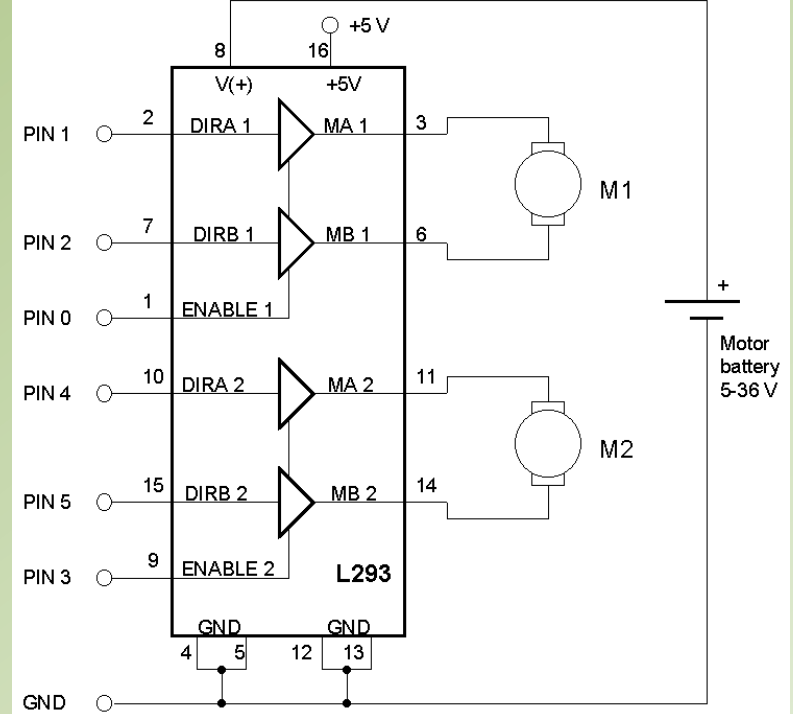 +5 V
8 16
V(+) +5V
PIN 1 2 DIRA 1 MA 1 3
M1
PIN 2 7 DIRB 1 MB 1 6
PIN 0 1 ENABLE 1
+
Motor
battery
5-36 V
PIN 4 10 DIRA 2 MA 2 11
M2
PIN 5 15 DIRB 2 MB 2 14
PIN 3 9 ENABLE 2 L293
GND GND
4 5 12 13
GND